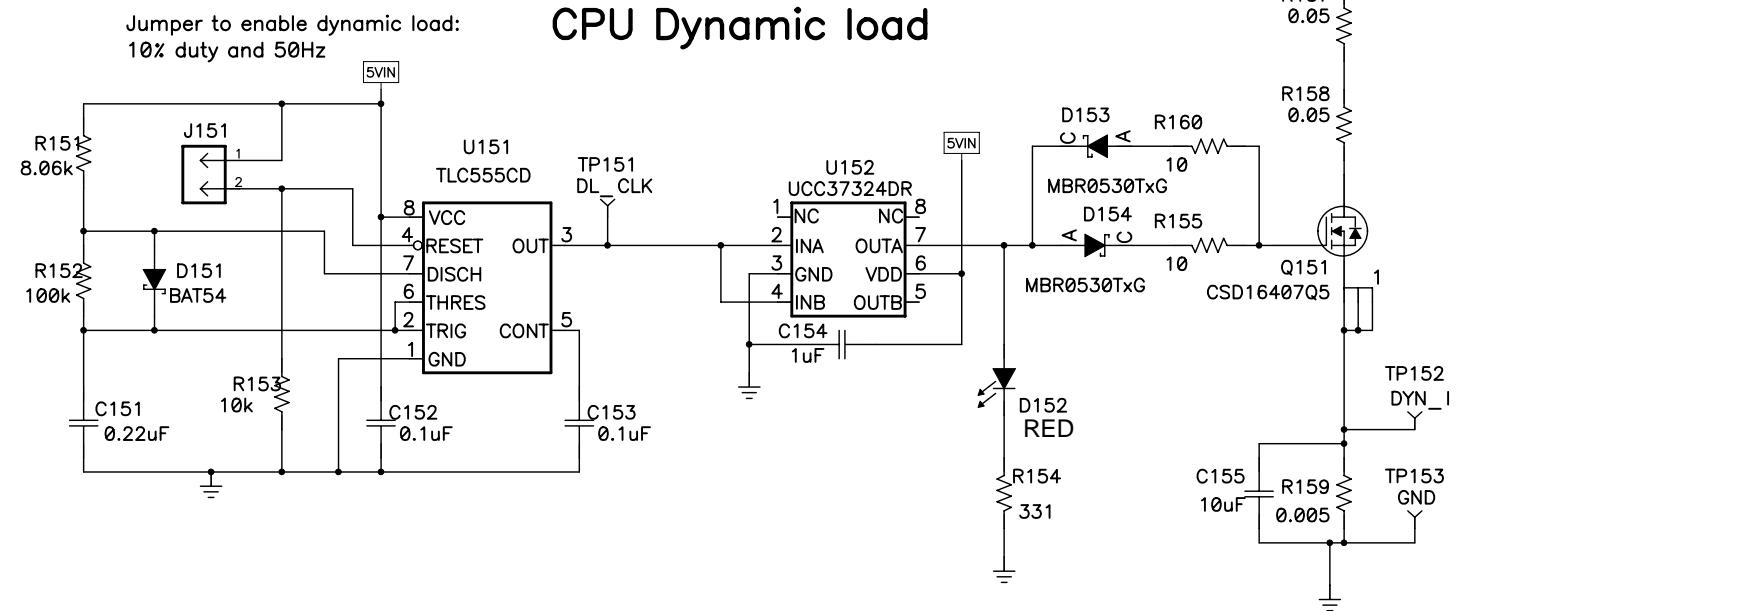 CPU Dynamic load
Jumper to enable dynamic load:
10% duty and 50Hz
5VIN
R151
8.06k
J151
1
2
U151
TLC555CD
8 VCC
4 RESET OUT 3
7 DISCH
6 THRES
2 TRIG CONT 5
1 GND
R152
100k
D151
BAT54
R153
10k
C151
0.22uF
C152
0.1uF
C153
0.1uF
TP151
DL_CLK
5VIN
U152
UCC37324DR
1 NC NC 8
2 INA OUTA 7
3 GND VDD 6
4 INB OUTB 5
C154
1uF
D153
C A
R160
10
MBR0530TxG
D154
A C
R155
10
MBR0530TxG
D152
RED
R154
331
0.05
R158
0.05
Q151
CSD16407Q5
1
TP152
DYN_I
C155
10uF
R159
0.005
TP153
GND